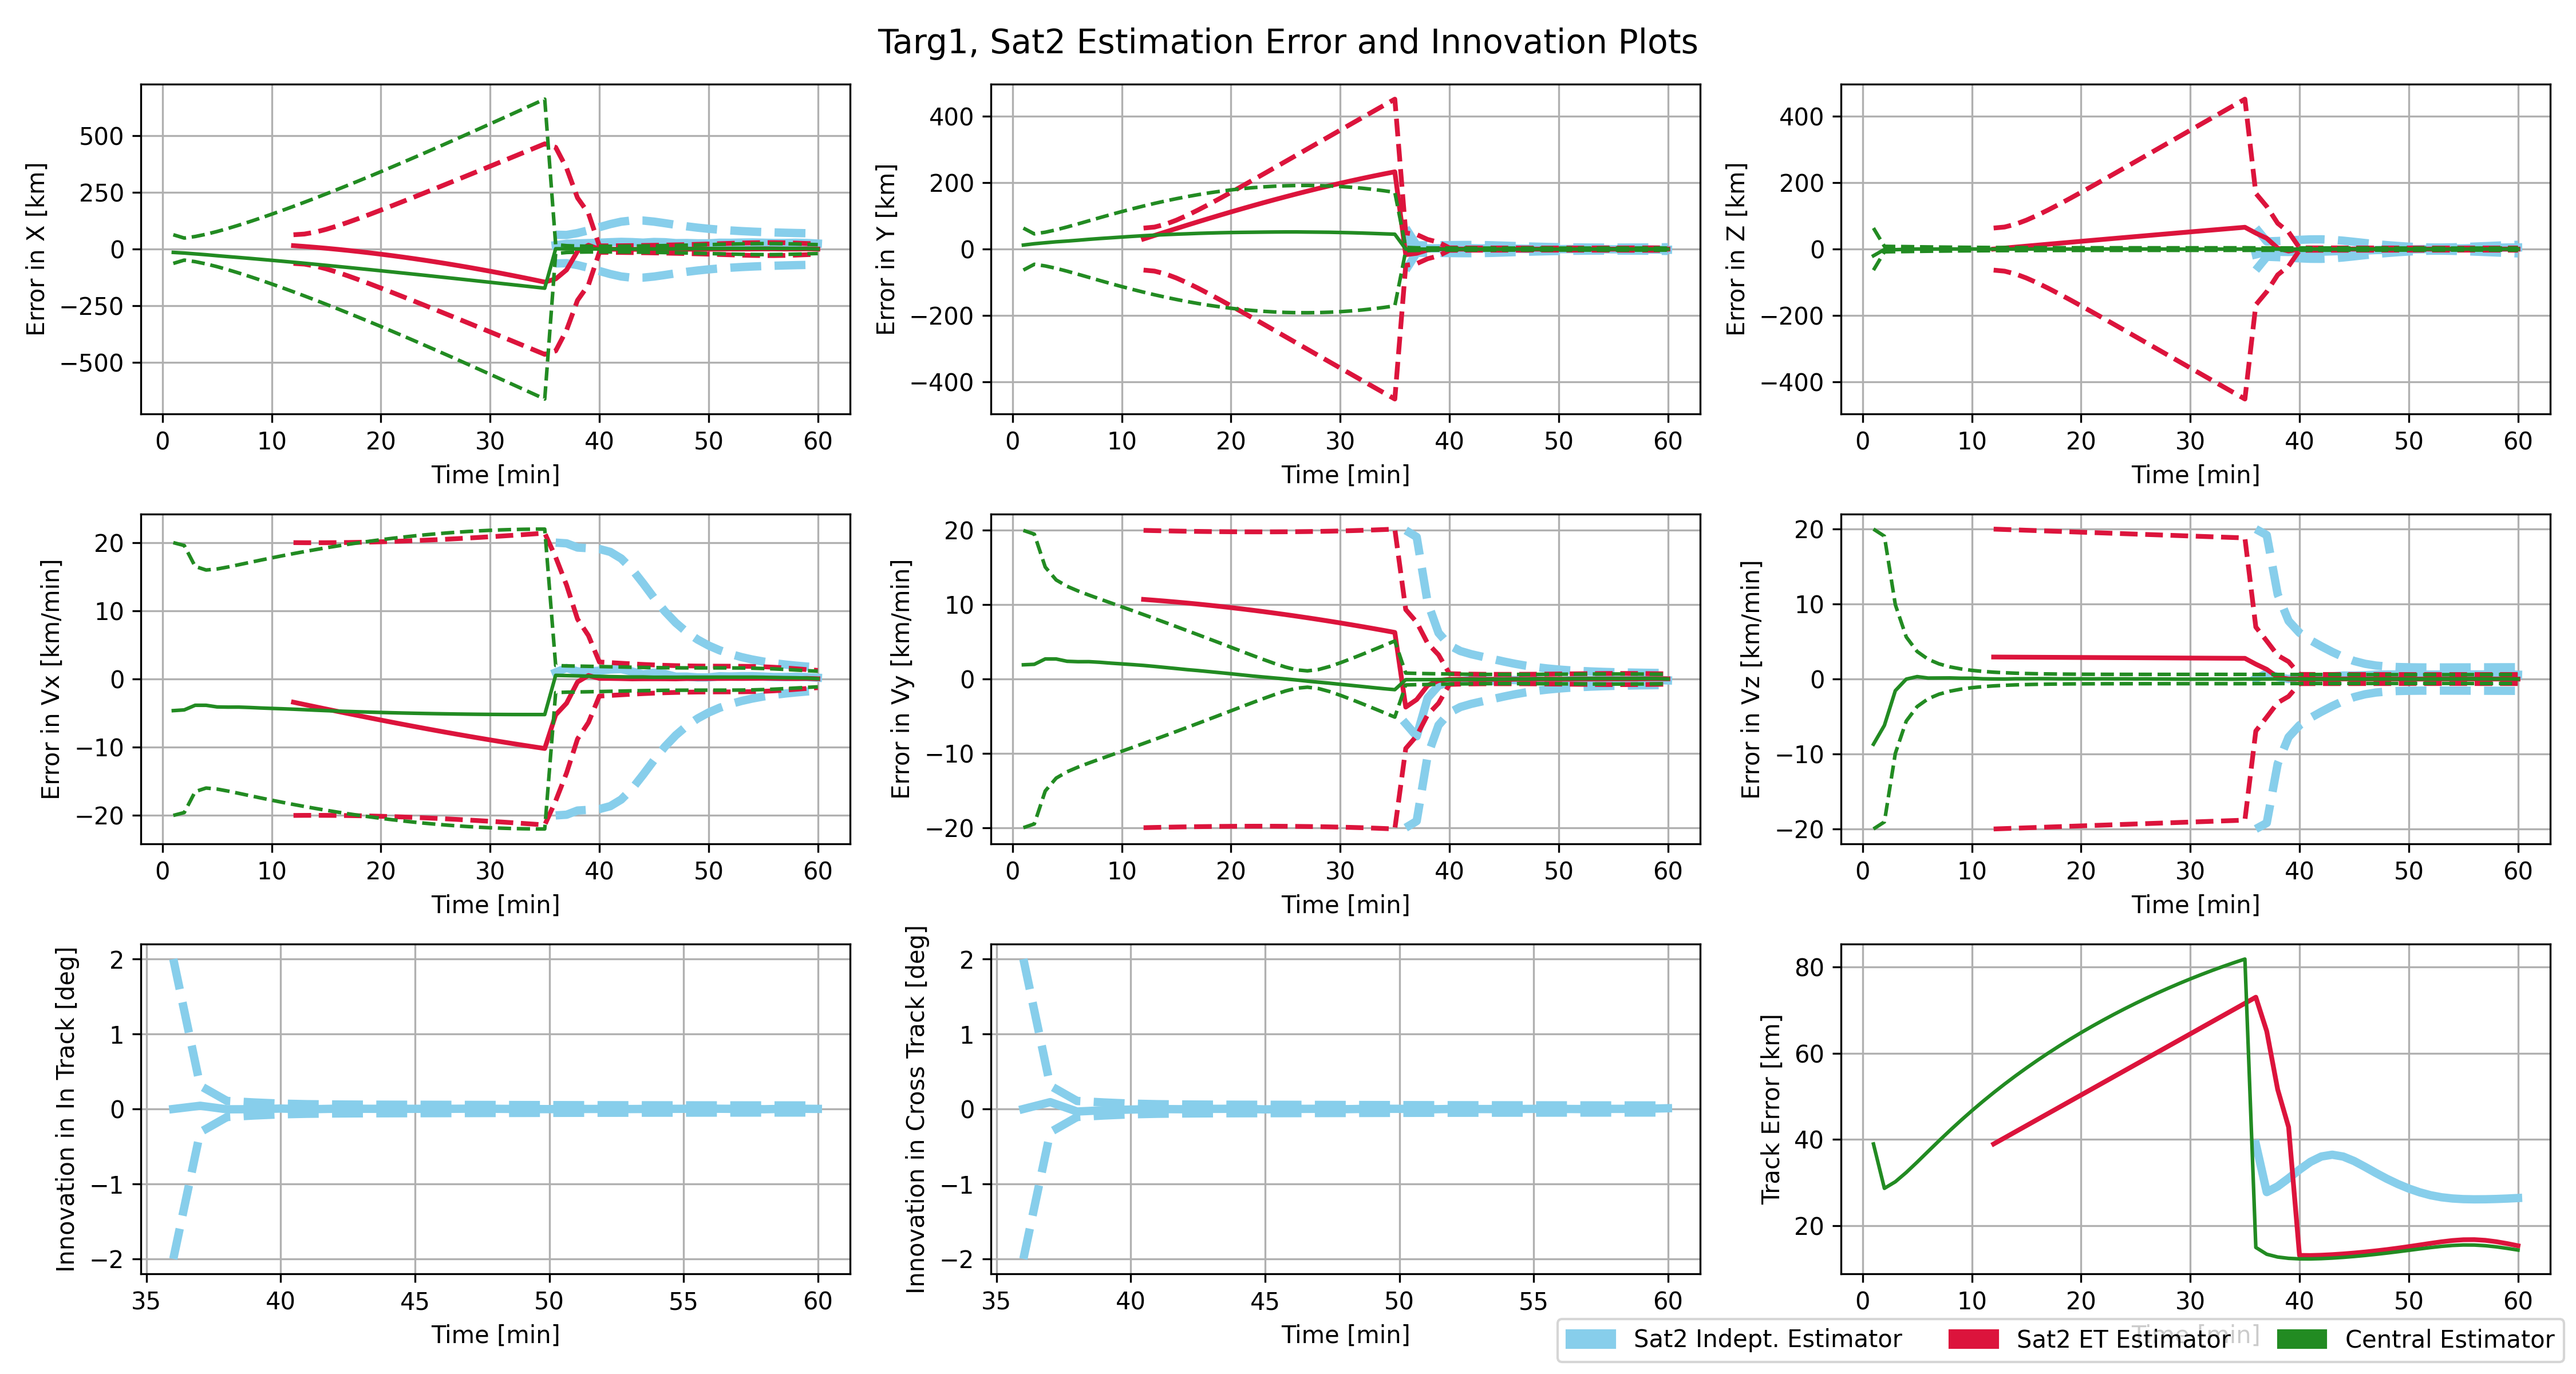 Targ1, Sat2 Estimation Error and Innovation Plots
Error in X [km]
500
250
0
−250
−500
0 10 20 30 40 50 60
Time [min]
Error in Y [km]
400
200
0
−200
−400
0 10 20 30 40 50 60
Time [min]
Error in Z [km]
400
200
0
−200
−400
0 10 20 30 40 50 60
Time [min]
Error in Vx [km/min]
20
10
0
−10
−20
0 10 20 30 40 50 60
Time [min]
Error in Vy [km/min]
20
10
0
−10
−20
0 10 20 30 40 50 60
Time [min]
Error in Vz [km/min]
20
10
0
−10
−20
0 10 20 30 40 50 60
Time [min]
Innovation in In Track [deg]
2
1
0
−1
−2
35 40 45 50 55 60
Time [min]
Innovation in Cross Track [deg]
2
1
0
−1
−2
35 40 45 50 55 60
Time [min]
Track Error [km]
80
60
40
20
0 10 20 30 40 50 60
Time [min]
Sat2 Indept. Estimator Sat2 ET Estimator Central Estimator